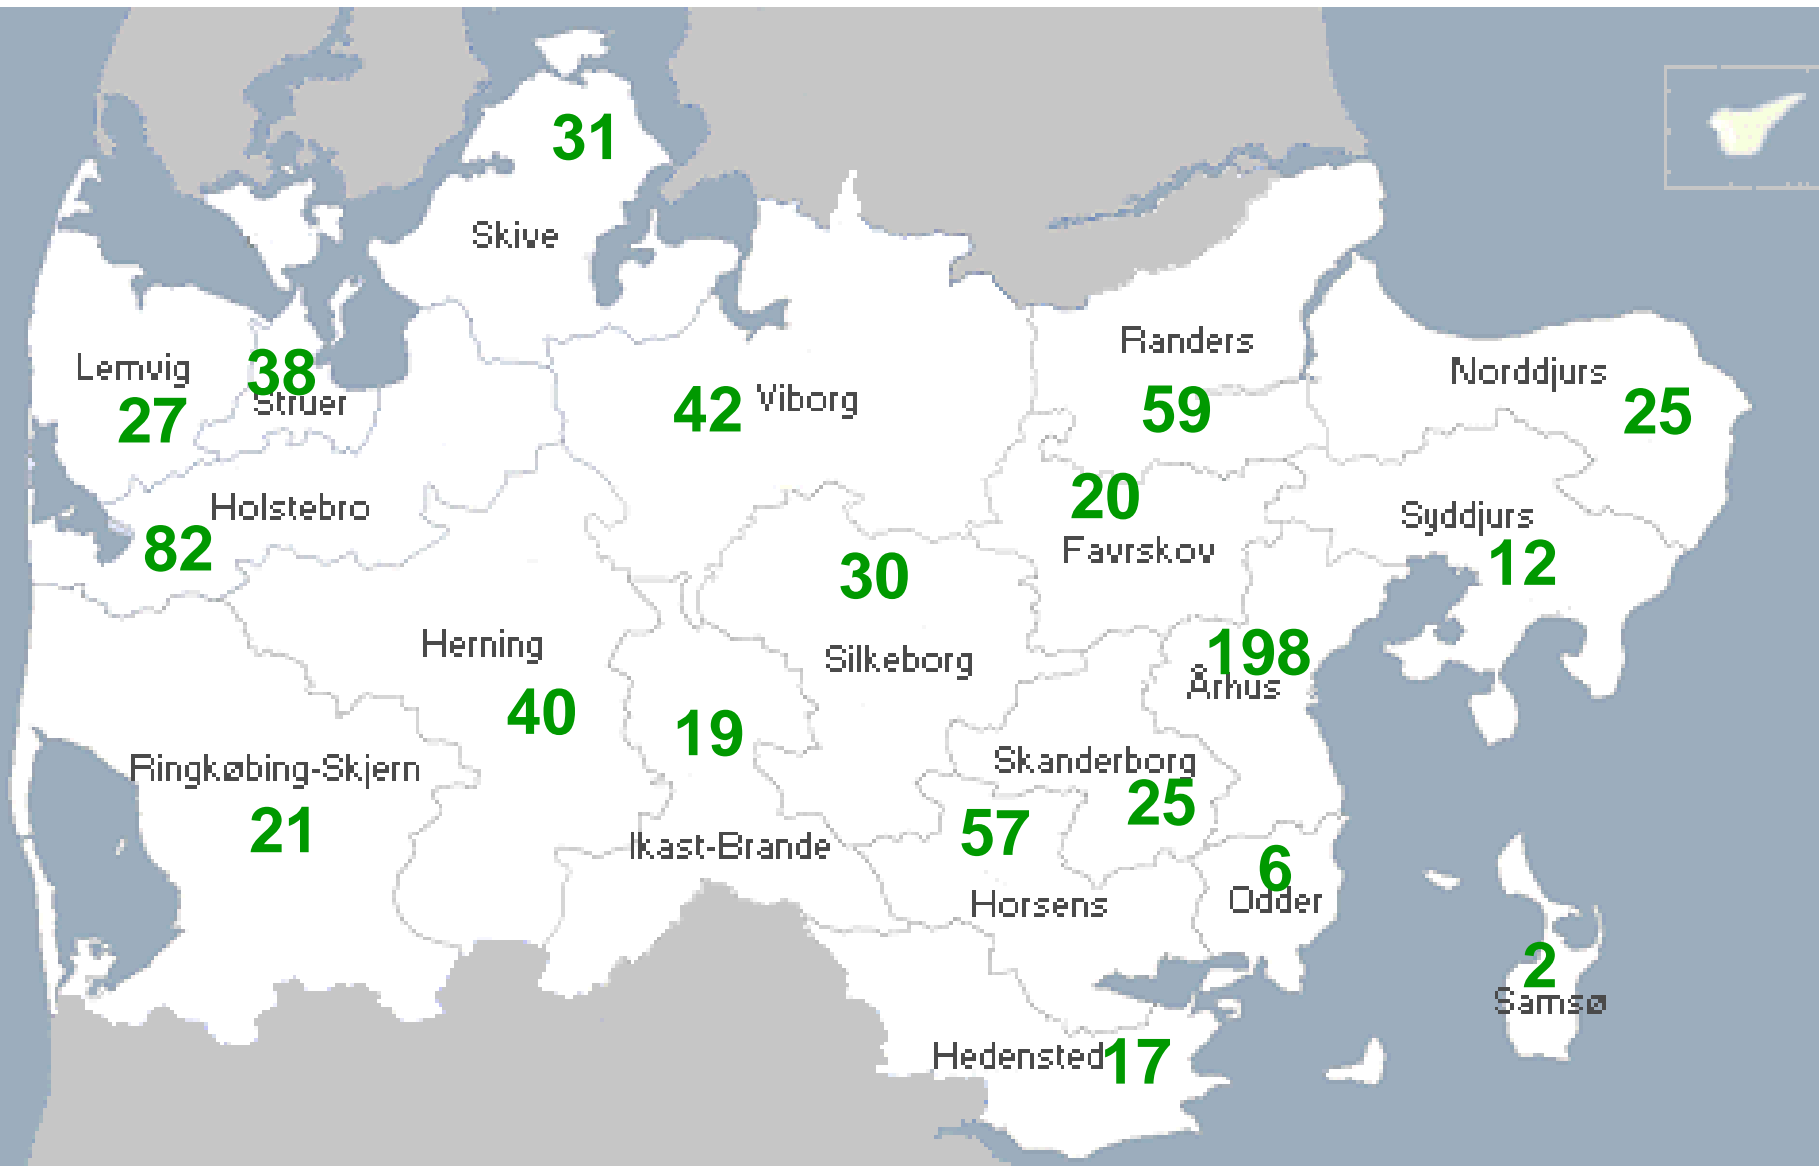 31
Skive
Randers
Lemvig
38
Struer
27
Norddjurs
25
42 Viborg
59
20
Holstebro
82
Syddjurs
12
Favrskov
30
Herning
40
Silkeborg
198
Århus
19
Ringkøbing-Skjern
21
Skanderborg
25
57
Ikast-Brande
6
Odder
Horsens
2
Samsø
Hedensted 17